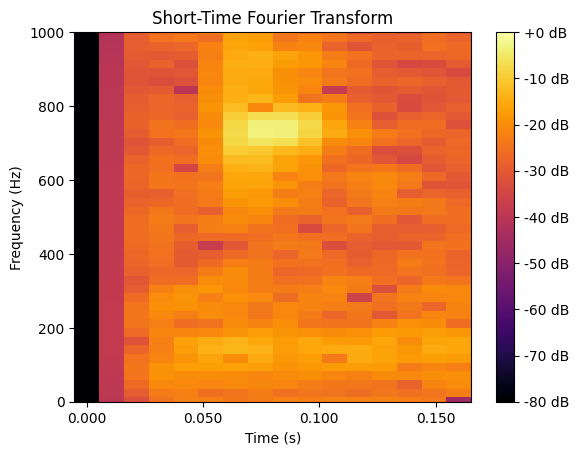 Short-Time Fourier Transform
1000
800
600
400
200
0
Frequency (Hz)
0.000
0.050
0.100
0.150
Time (s)
+0 dB
-10 dB
-20 dB
-30 dB
-40 dB
-50 dB
-60 dB
-70 dB
-80 dB